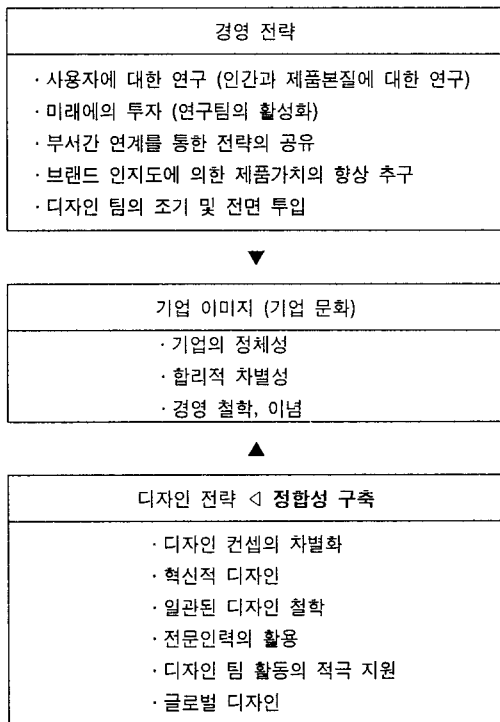 경영 전략
· 사용자에 대한 연구 (인간과 제품본질에 대한 연구)
· 미래에의 투자 (연구팀의 활성화)
· 부서간 연계를 통한 전략의 공유
· 브랜드 인지도에 의한 제품가치의 향상 추구
· 디자인 팀의 조기 및 전면 투입
▼
기업 이미지 (기업 문화)
· 기업의 정체성
· 합리적 차별성
· 경영 철학, 이념
▲
디자인 전략 ◁ 정합성 구축
· 디자인 컨셉의 차별화
· 혁신적 디자인
· 일관된 디자인 철학
· 전문인력의 활용
· 디자인 팀 활동의 적극 지원
· 글로벌 디자인